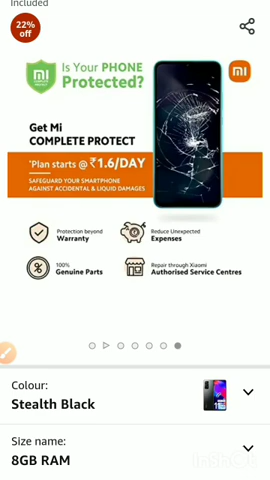 Included
22%
off
Is Your PHONE
Protected?
mi
mi
Get Mi
COMPLETE PROTECT
*Plan starts @ ₹1.6/DAY
SAFEGUARD YOUR SMARTPHONE
AGAINST ACCIDENTAL & LIQUID DAMAGES
Protection beyond
Warranty
Reduce Unexpected
Expenses
100%
Genuine Parts
Repair through Xiaomi
Authorised Service Centres
Colour:
Stealth Black
Size name:
8GB RAM